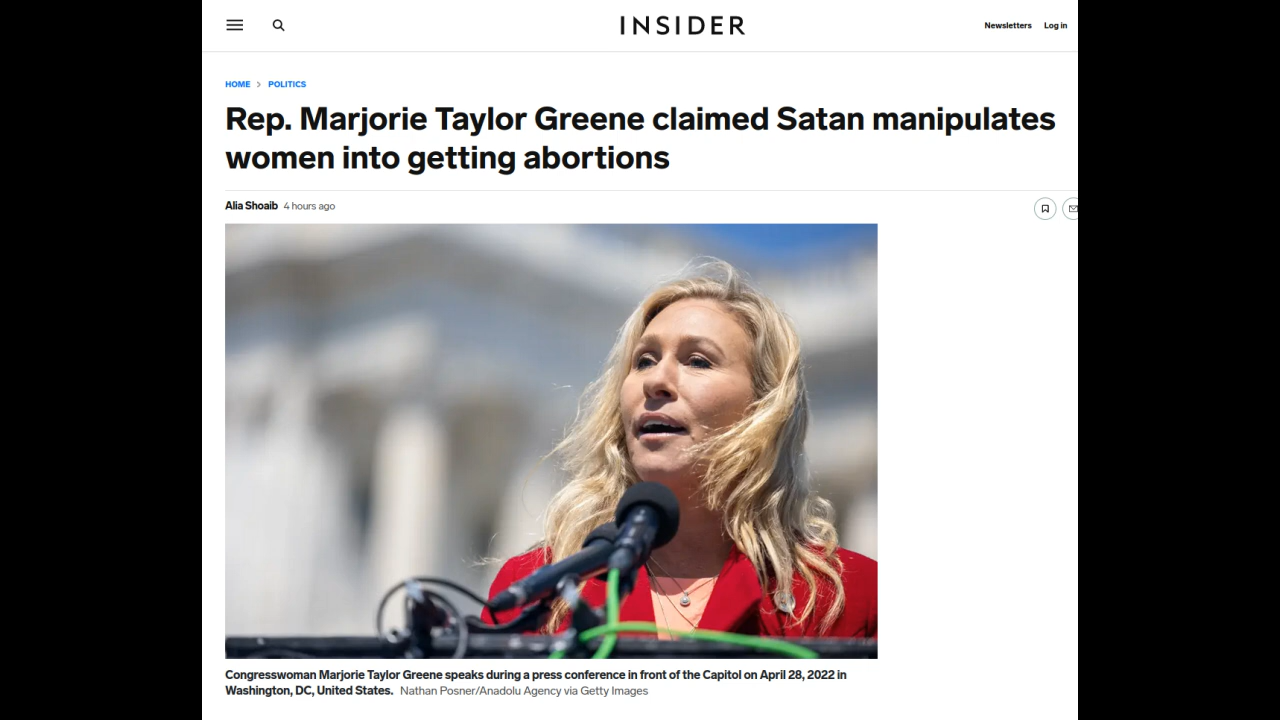 INSIDER
Newsletters Log in
HOME > POLITICS
Rep. Marjorie Taylor Greene claimed Satan manipulates
women into getting abortions
Alia Shoaib 4 hours ago
Congresswoman Marjorie Taylor Greene speaks during a press conference in front of the Capitol on April 28, 2022 in
Washington, DC, United States. Nathan Posner/Anadolu Agency via Getty Images